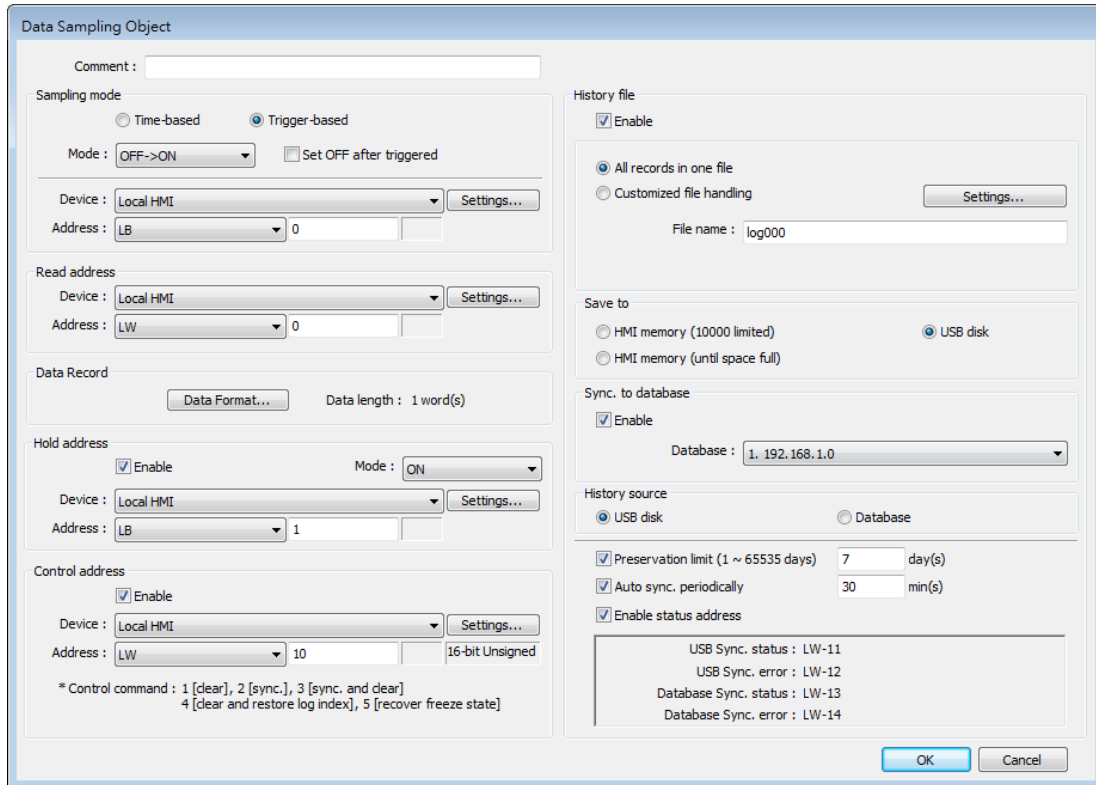 Data Sampling Object
Comment :
Sampling mode
Time-based Trigger-based
Mode : OFF->ON Set OFF after triggered
Device : Local HMI Settings...
Address : LB 0
Read address
Device : Local HMI Settings...
Address : LW 0
Data Record
Data Format... Data length : 1 word(s)
Hold address
Enable Mode : ON
Device : Local HMI Settings...
Address : LB 1
Control address
Enable
Device : Local HMI Settings...
Address : LW 10 16-bit Unsigned
* Control command : 1 [clear], 2 [sync.], 3 [sync. and clear]
4 [clear and restore log index], 5 [recover freeze state]
History file
Enable
All records in one file
Customized file handling Settings...
File name : log000
Save to
HMI memory (10000 limited) USB disk
HMI memory (until space full)
Sync. to database
Enable
Database : 1. 192.168.1.0
History source
USB disk Database
Preservation limit (1 ~ 65535 days) 7 day(s)
Auto sync. periodically 30 min(s)
Enable status address
USB Sync. status : LW-11
USB Sync. error : LW-12
Database Sync. status : LW-13
Database Sync. error : LW-14
OK Cancel